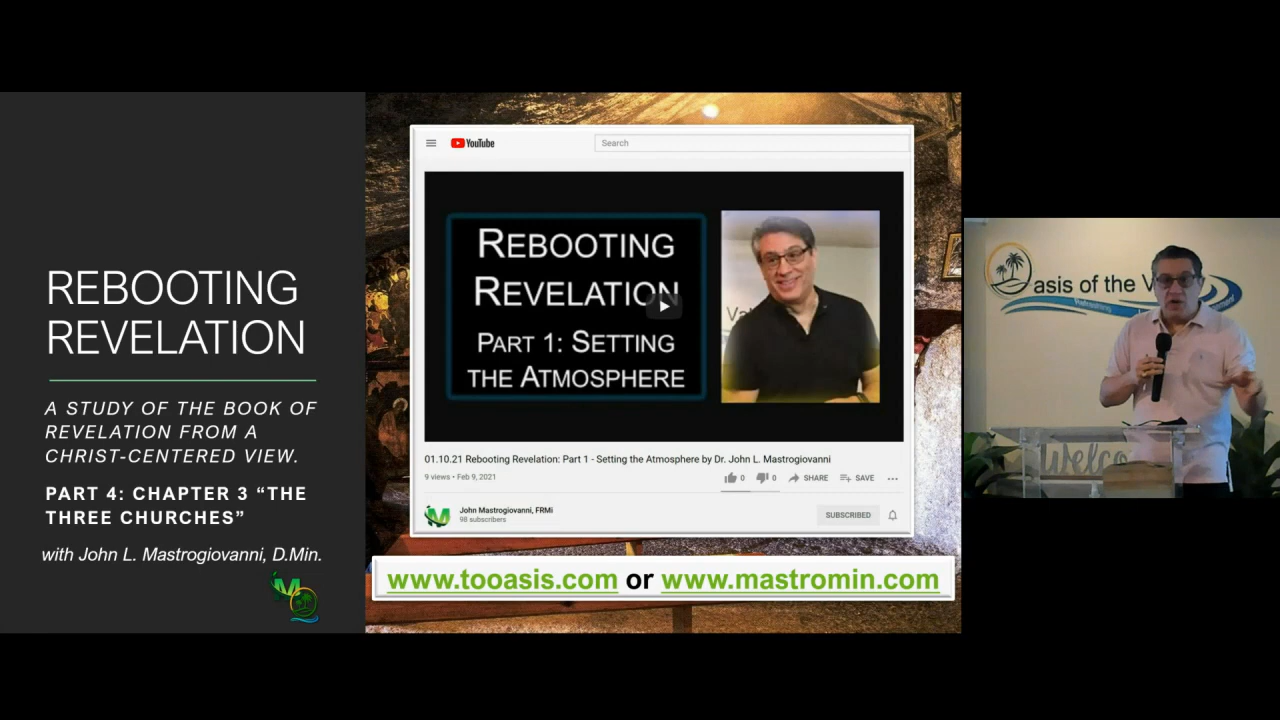 REBOOTING
REVELATION
A STUDY OF THE BOOK OF
REVELATION FROM A
CHRIST-CENTERED VIEW.
PART 4: CHAPTER 3 “THE
THREE CHURCHES”
with John L. Mastrogiovanni, D.Min.
M
YouTube
Search
REBOOTING
REVELATION
PART 1: SETTING
THE ATMOSPHERE
Va
01.10.21 Rebooting Revelation: Part 1 - Setting the Atmosphere by Dr. John L. Mastrogiovanni
9 views • Feb 9, 2021
0
0
SHARE
SAVE
M
John Mastrogiovanni, FRMi
98 subscribers
SUBSCRIBED
www.tooasis.com or www.mastromin.com
Oasis of the V
Welco